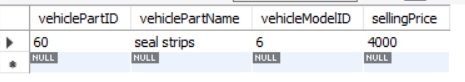 vehiclePartID vehiclePartName vehicleModelID sellingPrice
60 seal strips 6 4000
NULL NULL NULL NULL